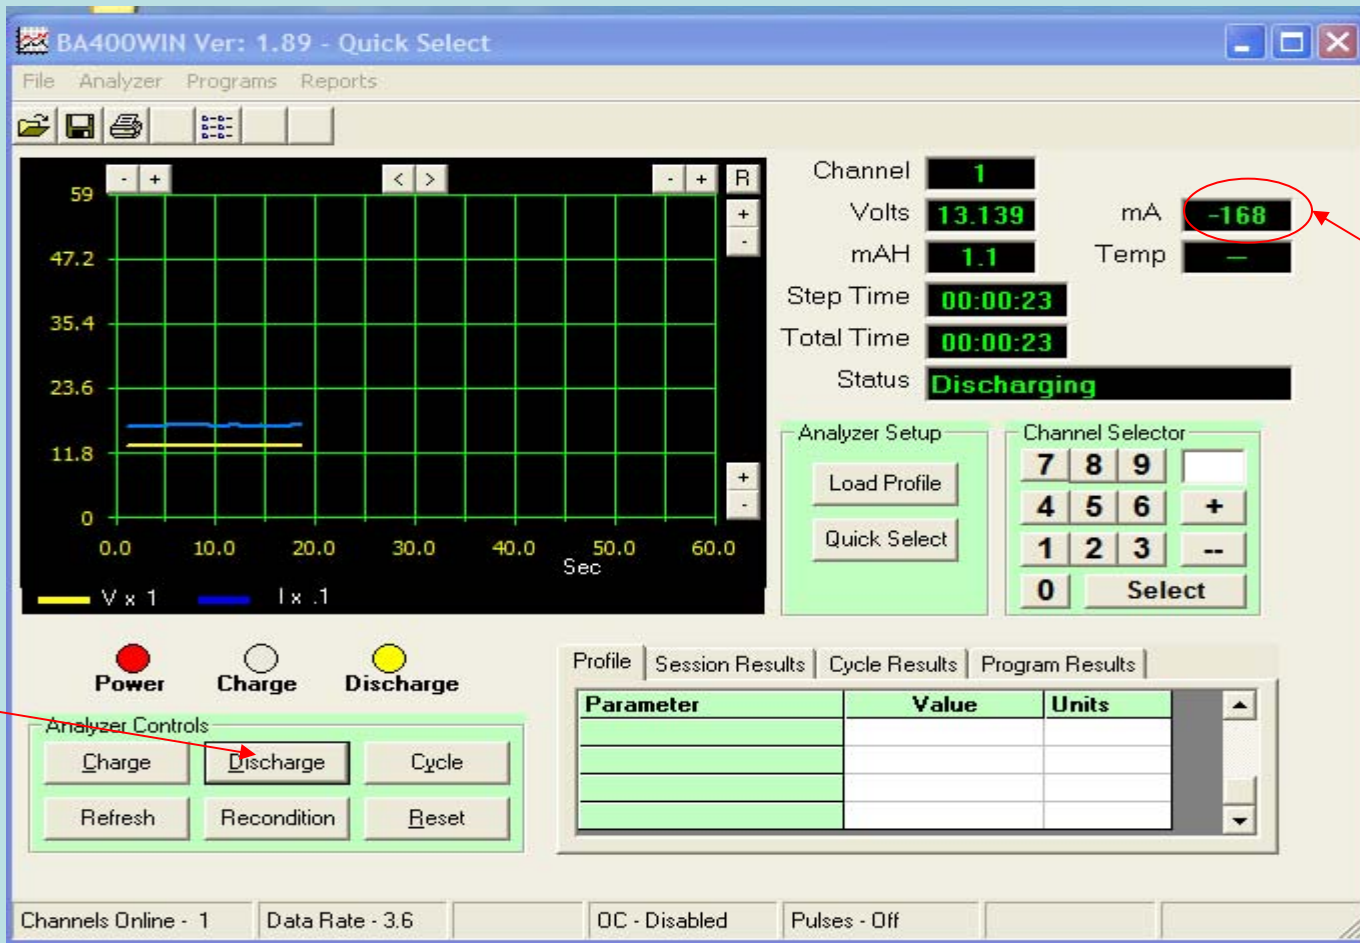 BA400WIN Ver: 1.89 - Quick Select
File Analyzer Programs Reports
- + < > - + R
59
47.2
35.4
23.6
11.8
0
+
-
+
-
0.0 10.0 20.0 30.0 40.0 50.0 60.0
Sec
V x 1 I x .1
Channel 1
Volts 13.139 mA -168
mAH 1.1 Temp —
Step Time 00:00:23
Total Time 00:00:23
Status Discharging
Analyzer Setup
Load Profile
Quick Select
Channel Selector
7 8 9
4 5 6 +
1 2 3 --
0 Select
Power Charge Discharge
Analyzer Controls
Charge Discharge Cycle
Refresh Recondition Reset
Profile Session Results Cycle Results Program Results
Parameter Value Units
Channels Online - 1 Data Rate - 3.6 OC - Disabled Pulses - Off